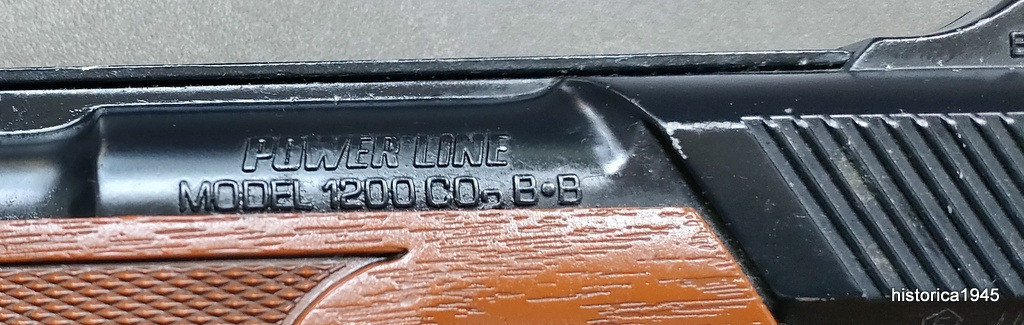 POWER LINE
MODEL 1200 CO₂ B•B
historica1945